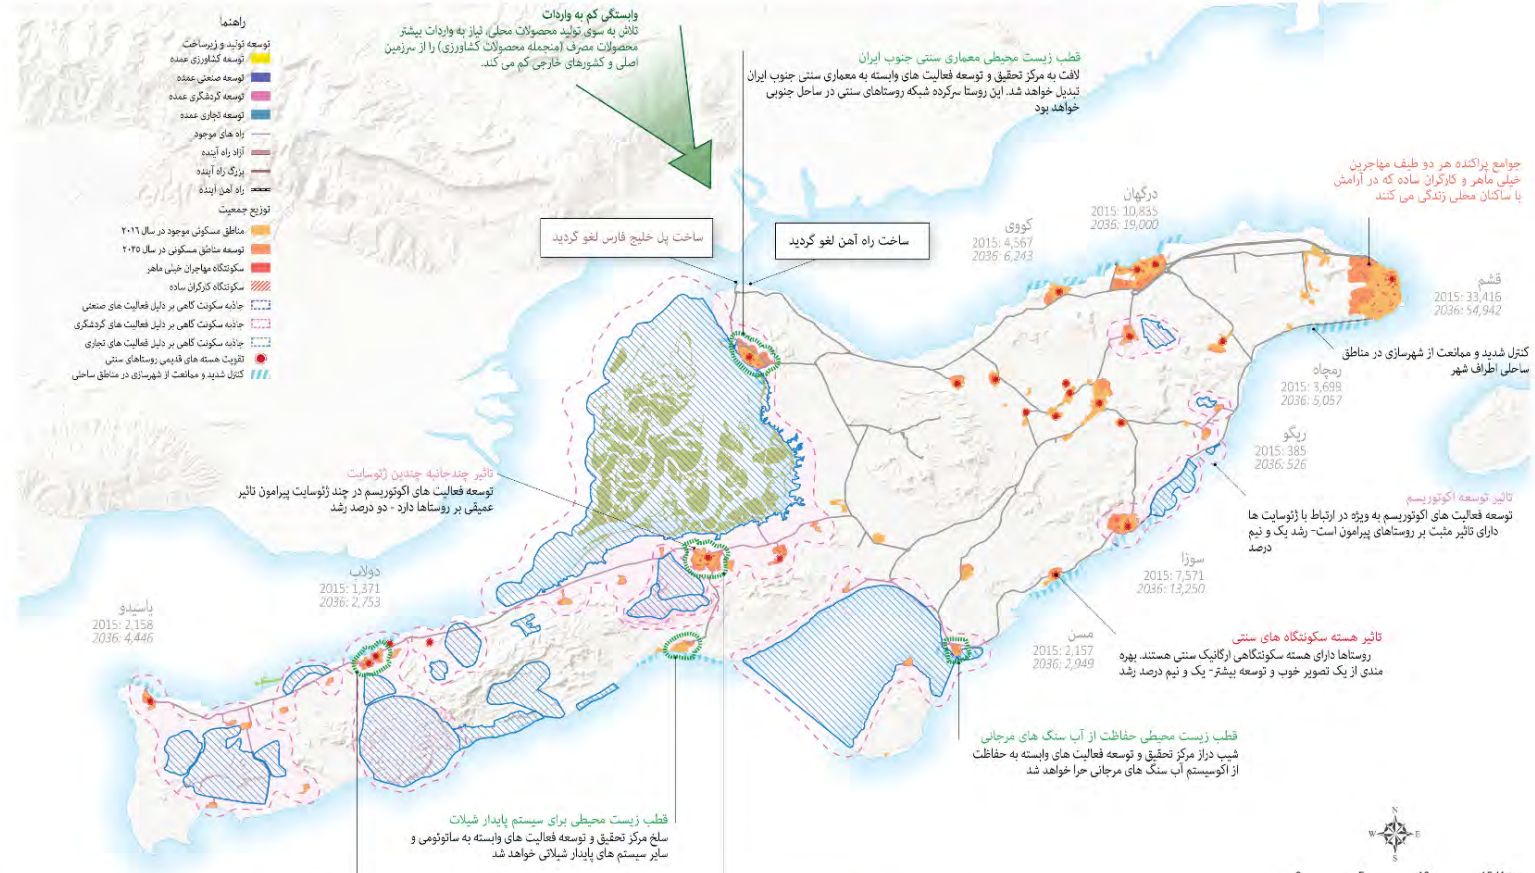 راهنما
توسعه تولید و زیرساخت
توسعه کشاورزی عمده
توسعه صنعتی عمده
توسعه گردشگری عمده
توسعه تجاری عمده
راه های موجود
آزاد راه آینده
بزرگ راه آینده
راه آهن آینده
توزیع جمعیت
مناطق مسکونی موجود در سال ۲۰۱٦
توسعه مناطق مسکونی در سال ۲۰۳۵
سکونتگاه مهاجران خیلی ماهر
سکونتگاه کارگران ساده
جاذبه سکونت گاهی بر دلیل فعالیت های صنعتی
جاذبه سکونت گاهی بر دلیل فعالیت های گردشگری
جاذبه سکونت گاهی بر دلیل فعالیت های تجاری
تقویت هسته های قدیمی روستاهای سنتی
کنترل شدید و ممانعت از شهرسازی در مناطق ساحلی
وابستگی کم به واردات
تلاش به سوی تولید محصولات محلی، نیاز به واردات بیشتر
محصولات مصرف (منجمله محصولات کشاورزی) را از سرزمین
اصلی و کشورهای خارجی کم می کند.
قطب زیست محیطی معماری سنتی جنوب ایران
لافت به مرکز تحقیق و توسعه فعالیت های وابسته به معماری سنتی جنوب ایران
تبدیل خواهد شد. این روستا سرکرده شبکه روستاهای سنتی در ساحل جنوبی
خواهد بود
جوامع پراکنده هر دو طیف مهاجرین
خیلی ماهر و کارگران ساده که در آرامش
با ساکنان محلی زندگی می کنند
ساخت پل خلیج فارس لغو گردید
ساخت راه آهن لغو گردید
درگهان
2015: 10,835
2036: 19,000
کووی
2015: 4,567
2036: 6,243
قشم
2015: 33,416
2036: 54,942
کنترل شدید و ممانعت از شهرسازی در مناطق
ساحلی اطراف شهر
رمچاه
2015: 3,699
2036: 5,057
ریگو
2015: 385
2036: 526
تاثیر توسعه اکوتوریسم
توسعه فعالیت های اکوتوریسم به ویژه در ارتباط با ژئوسایت ها
دارای تاثیر مثبت بر روستاهای پیرامون است- رشد یک و نیم
درصد
تاثیر چندجانبه چندین ژئوسایت
توسعه فعالیت های اکوتوریسم در چند ژئوسایت پیرامون تاثیر
عمیقی بر روستاها دارد - دو درصد رشد
سوزا
2015: 7,571
2036: 13,250
دولاب
2015: 1,371
2036: 2,753
باسیدو
2015: 2,158
2036: 4,446
مسن
2015: 2,157
2036: 2,949
تاثیر هسته سکونتگاه های سنتی
روستاها دارای هسته سکونتگاهی ارگانیک سنتی هستند. بهره
مندی از یک تصویر خوب و توسعه بیشتر- یک و نیم درصد رشد
قطب زیست محیطی حفاظت از آب سنگ های مرجانی
شیب دراز مرکز تحقیق و توسعه فعالیت های وابسته به حفاظت
از اکوسیستم آب سنگ های مرجانی حرا خواهد شد
قطب زیست محیطی برای سیستم پایدار شیلات
سلخ مرکز تحقیق و توسعه فعالیت های وابسته به ساتوئومی و
سایر سیستم های پایدار شیلاتی خواهد شد
N
W E
S